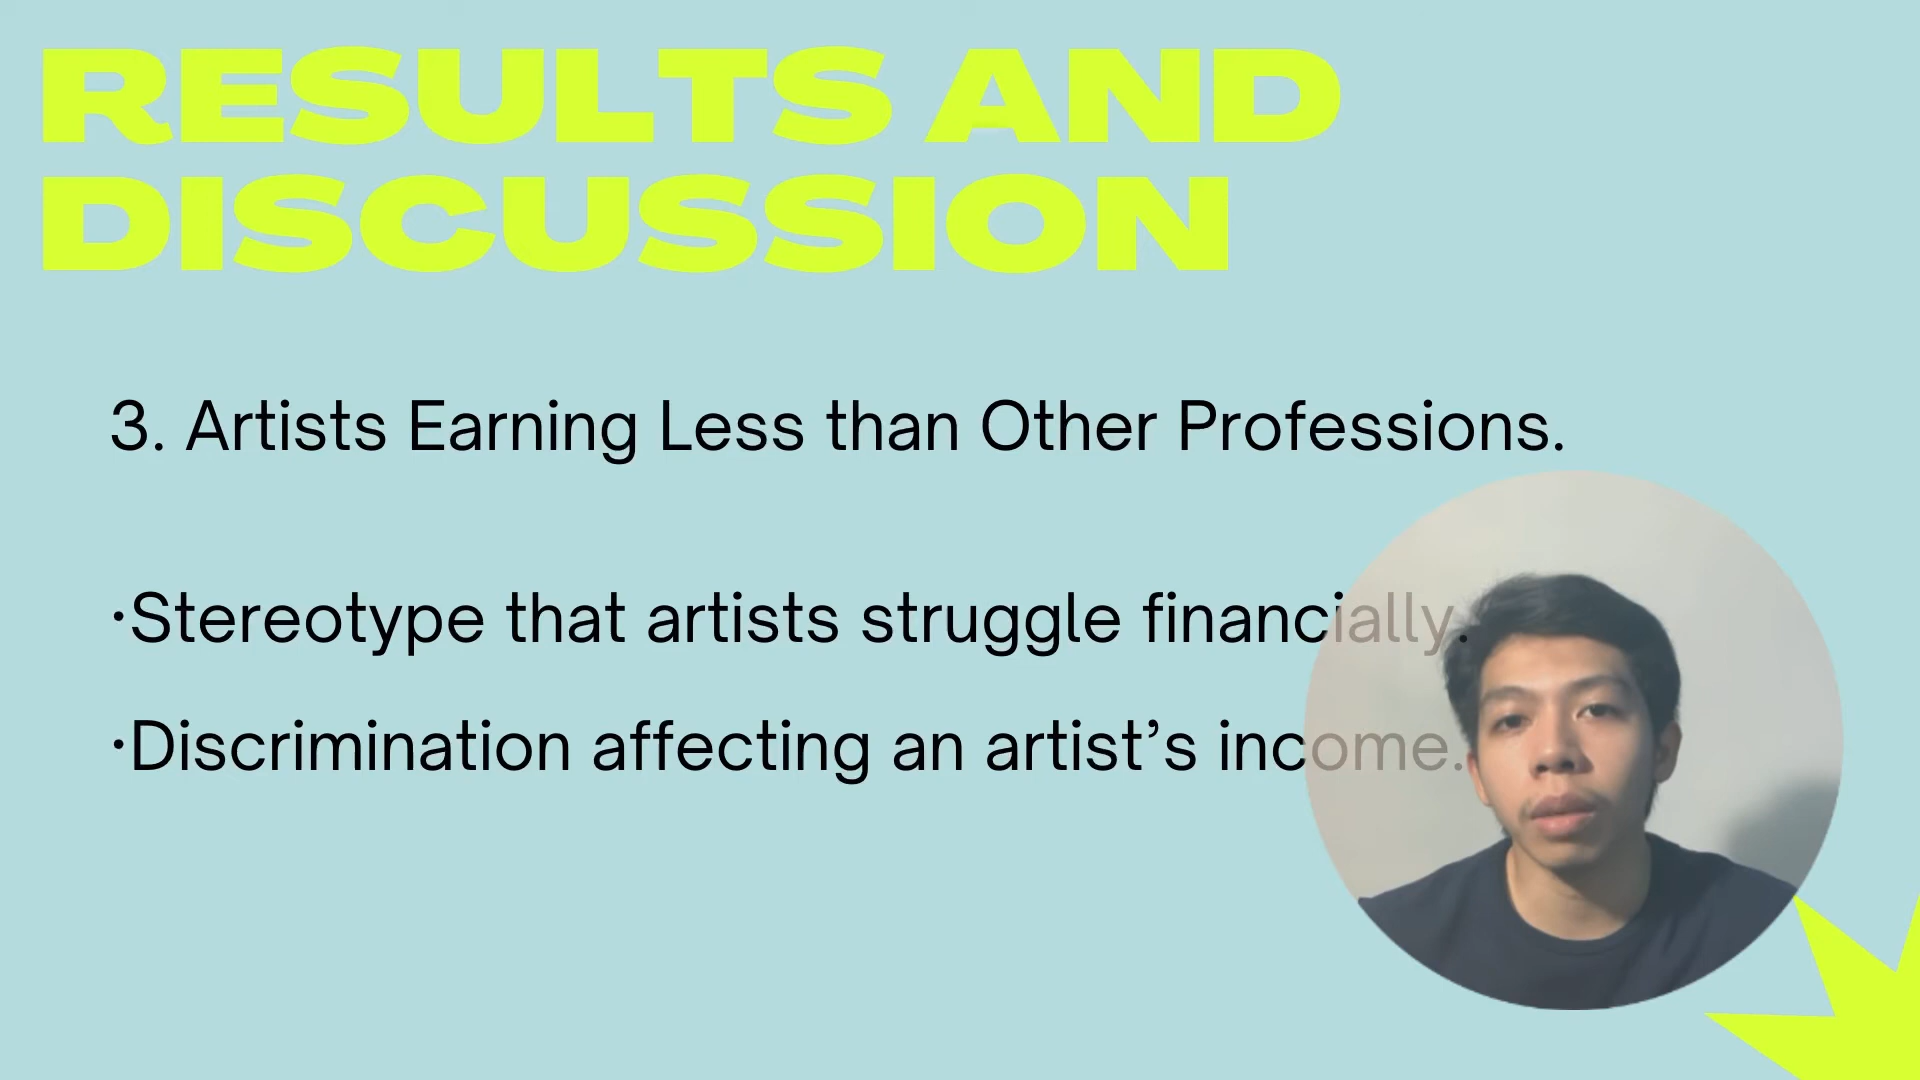 RESULTS AND
DISCUSSION
3. Artists Earning Less than Other Professions.
·Stereotype that artists struggle financially.
·Discrimination affecting an artist’s income.